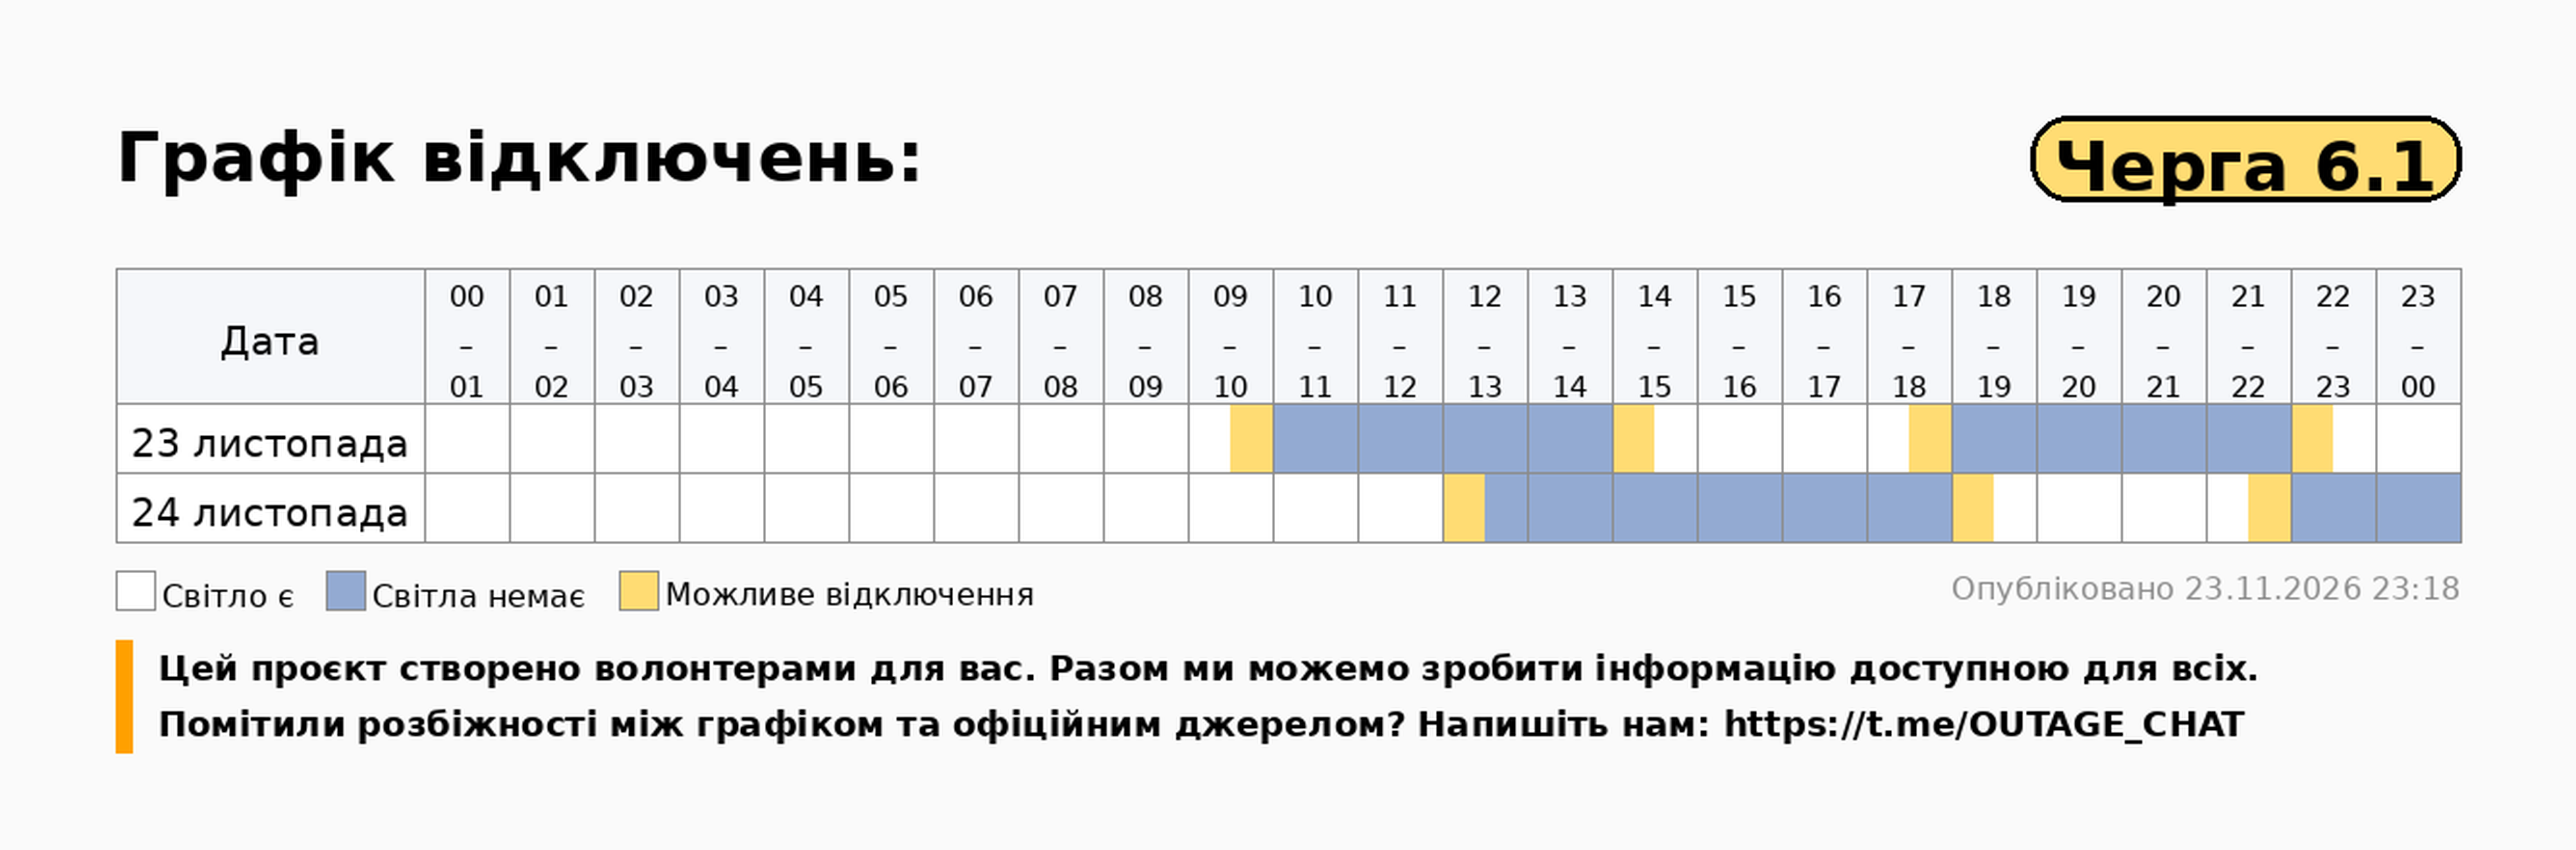 Графік відключень:
Черга 6.1
Дата
00 – 01
01 – 02
02 – 03
03 – 04
04 – 05
05 – 06
06 – 07
07 – 08
08 – 09
09 – 10
10 – 11
11 – 12
12 – 13
13 – 14
14 – 15
15 – 16
16 – 17
17 – 18
18 – 19
19 – 20
20 – 21
21 – 22
22 – 23
23 – 00
23 листопада
24 листопада
Світло є
Світла немає
Можливе відключення
Опубліковано 23.11.2026 23:18
Цей проєкт створено волонтерами для вас. Разом ми можемо зробити інформацію доступною для всіх.
Помітили розбіжності між графіком та офіційним джерелом? Напишіть нам: https://t.me/OUTAGE_CHAT